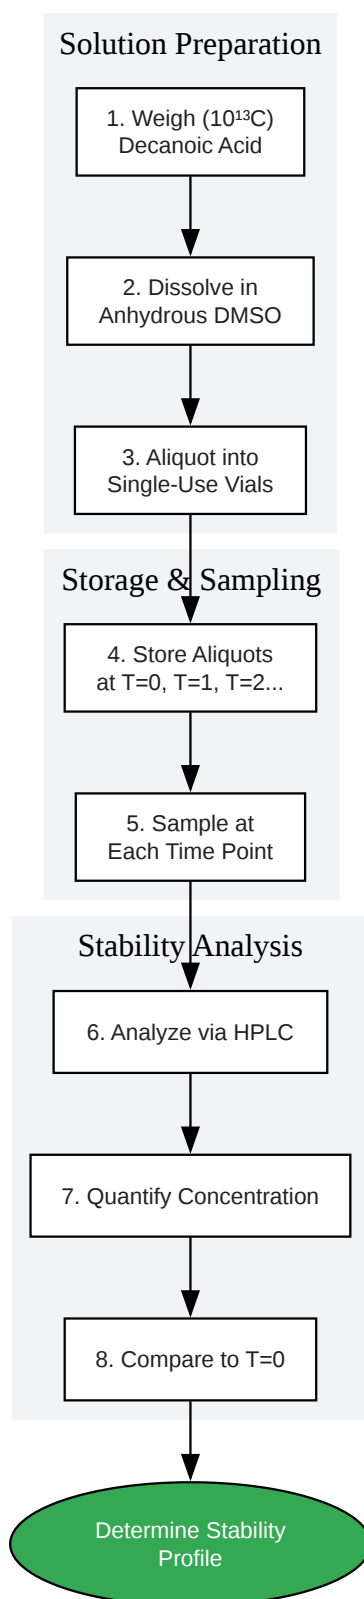 Solution Preparation
1. Weigh (10¹³C)
Decanoic Acid
2. Dissolve in
Anhydrous DMSO
3. Aliquot into
Single-Use Vials
Storage & Sampling
4. Store Aliquots
at T=0, T=1, T=2...
5. Sample at
Each Time Point
Stability Analysis
6. Analyze via HPLC
7. Quantify Concentration
8. Compare to T=0
Determine Stability
Profile